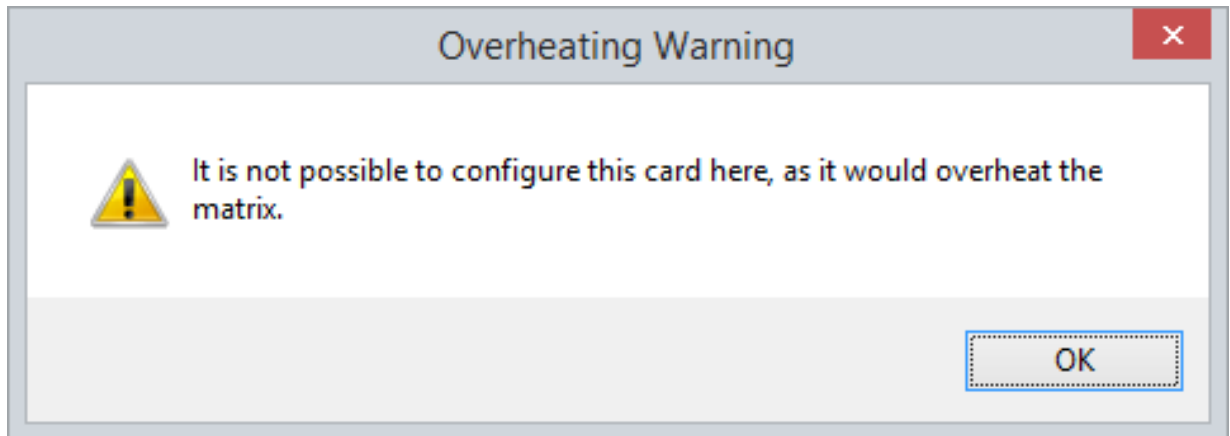 Overheating Warning
It is not possible to configure this card here, as it would overheat the
matrix.
OK